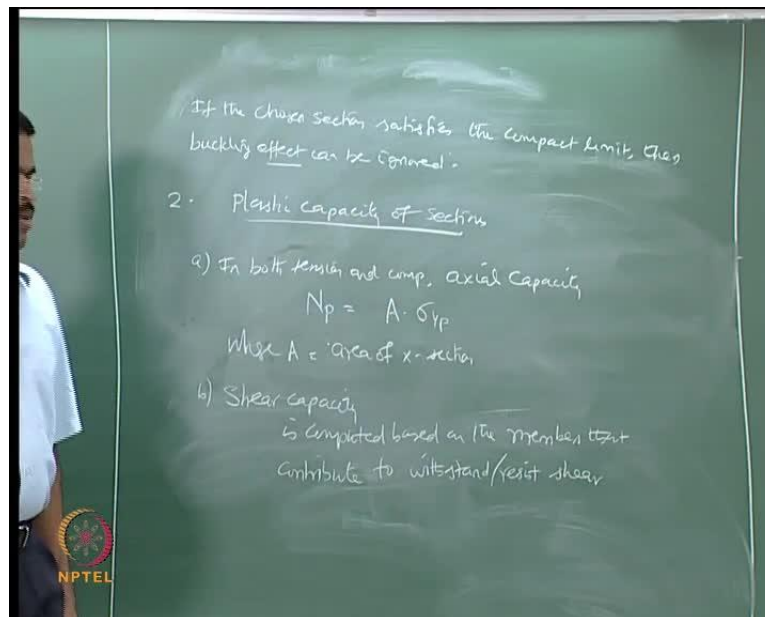 If the chosen section satisfies the compact limit, then
buckling effect can be ignored.
2. Plastic capacity of sections
a) In both tension and comp, axial capacity
Np = A. σyp
where A = area of x-section
b) Shear capacity
is computed based on the member that
contribute to withstand/resist shear
NPTEL